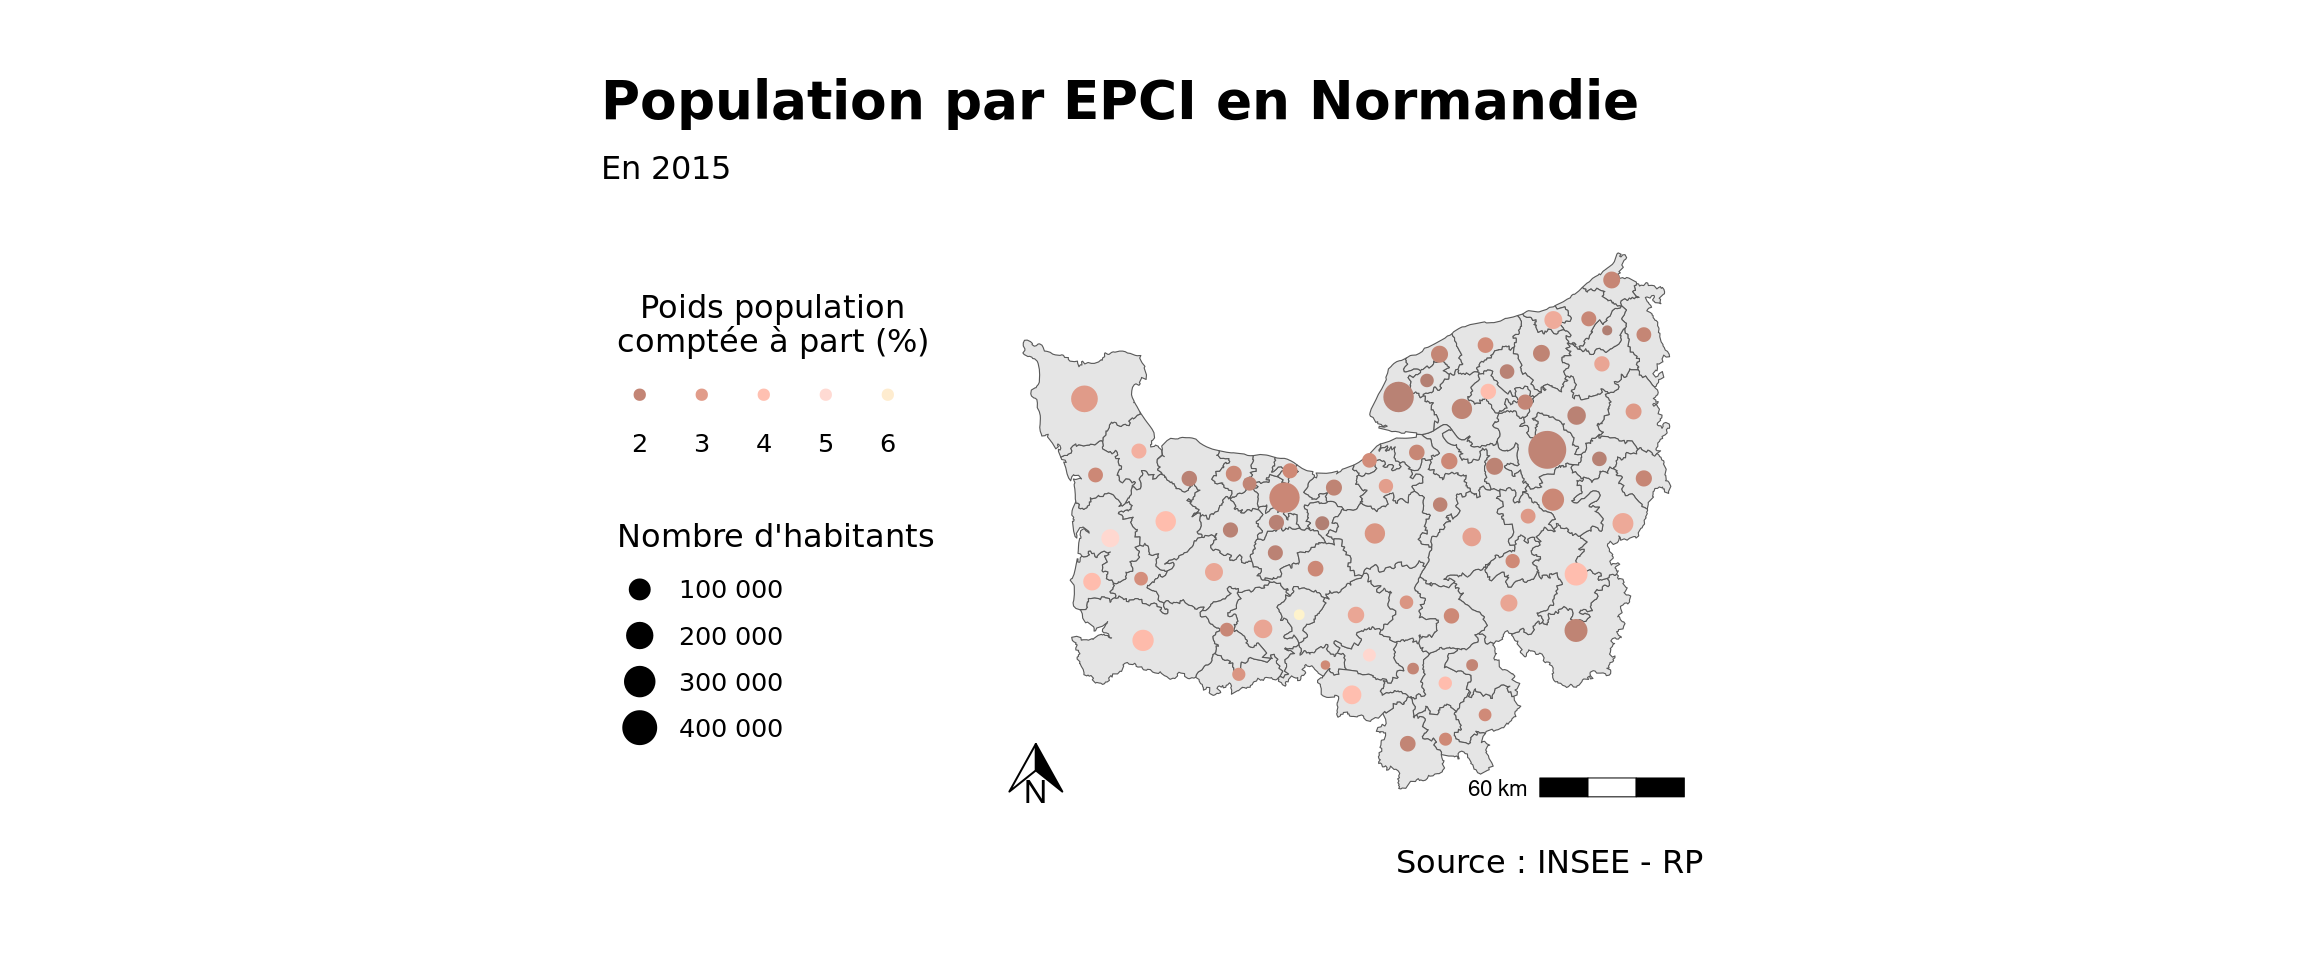 Population par EPCI en Normandie
En 2015
Poids population
comptée à part (%)
2 3 4 5 6
Nombre d'habitants
100 000
200 000
300 000
400 000
N
60 km
Source : INSEE - RP